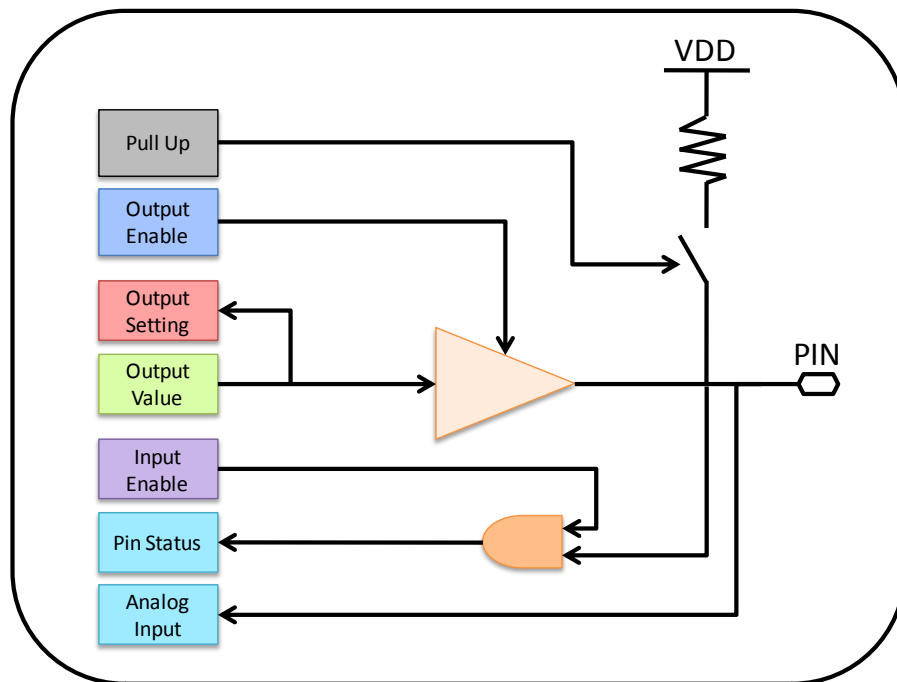 VDD
Pull Up
Output
Enable
Output
Setting
Output
Value
PIN
Input
Enable
Pin Status
Analog
Input